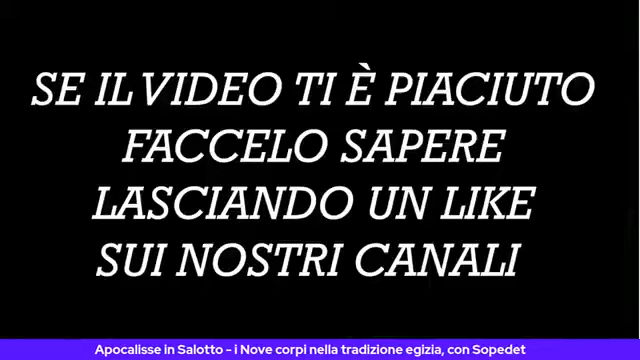 SE IL VIDEO TI È PIACIUTO
FACCELO SAPERE
LASCIANDO UN LIKE
SUI NOSTRI CANALI
Apocalisse in Salotto - i Nove corpi nella tradizione egizia, con Sopedet